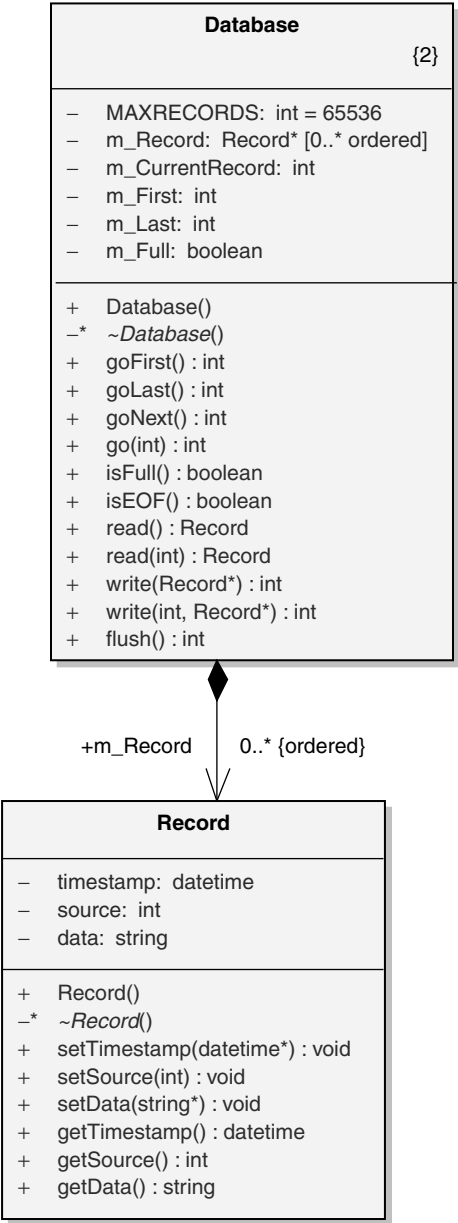 Database
{2}
– MAXRECORDS: int = 65536
– m_Record: Record* [0..* ordered]
– m_CurrentRecord: int
– m_First: int
– m_Last: int
– m_Full: boolean
+ Database()
–* ~Database()
+ goFirst() : int
+ goLast() : int
+ goNext() : int
+ go(int) : int
+ isFull() : boolean
+ isEOF() : boolean
+ read() : Record
+ read(int) : Record
+ write(Record*) : int
+ write(int, Record*) : int
+ flush() : int
+m_Record 0..* {ordered}
Record
– timestamp: datetime
– source: int
– data: string
+ Record()
–* ~Record()
+ setTimestamp(datetime*) : void
+ setSource(int) : void
+ setData(string*) : void
+ getTimestamp() : datetime
+ getSource() : int
+ getData() : string